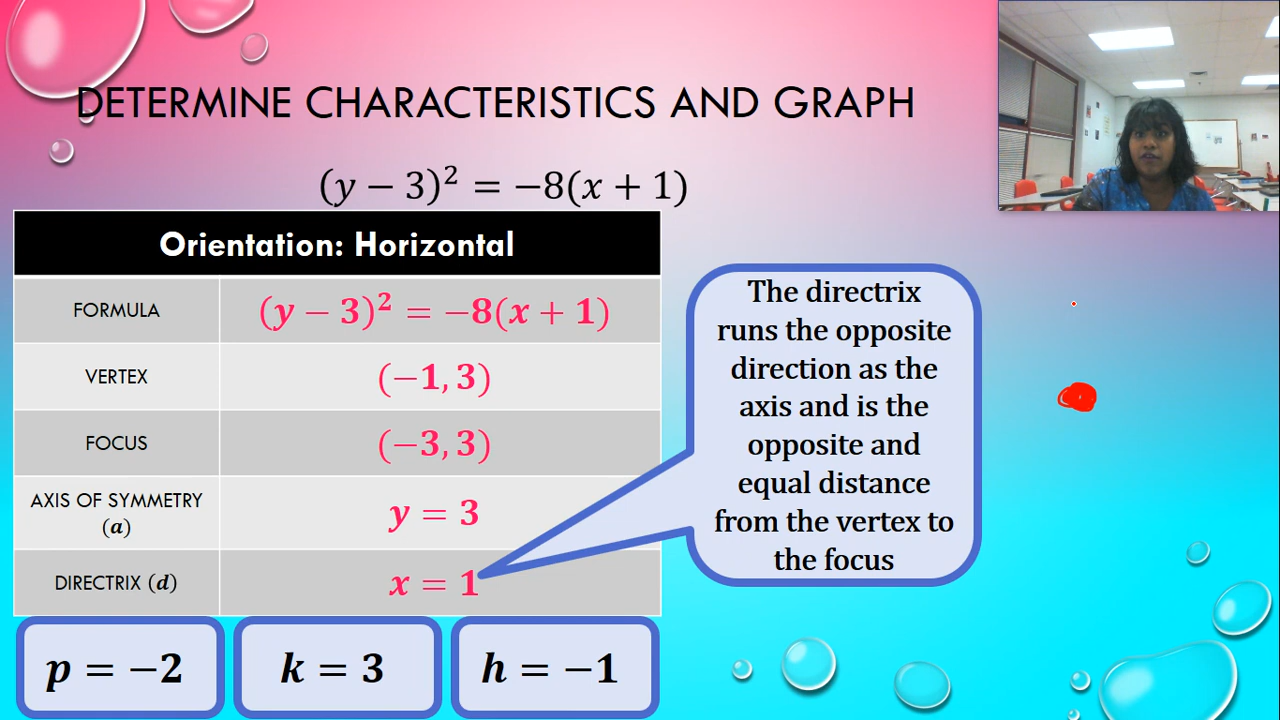 DETERMINE CHARACTERISTICS AND GRAPH
(y − 3)² = −8(x + 1)
Orientation: Horizontal
FORMULA (y − 3)² = −8(x + 1)
VERTEX (−1, 3)
FOCUS (−3, 3)
AXIS OF SYMMETRY
(a) y = 3
DIRECTRIX (d) x = 1
The directrix
runs the opposite
direction as the
axis and is the
opposite and
equal distance
from the vertex to
the focus
p = −2
k = 3
h = −1